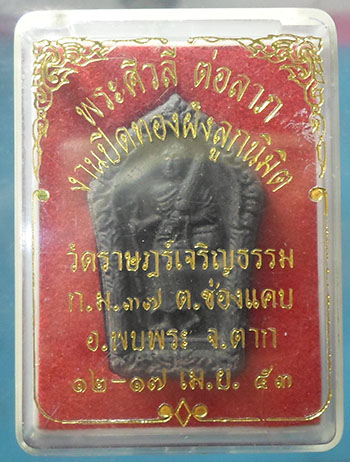 พระศิวลี ต่อลาภ
งานปิดทองฝังลูกนิมิต
วัดราษฎร์เจริญธรรม
ก.ม.๓๗ ต.ช่องแคบ
อ.พบพระ จ.ตาก
๑๒-๑๗ เม.ย. ๕๓